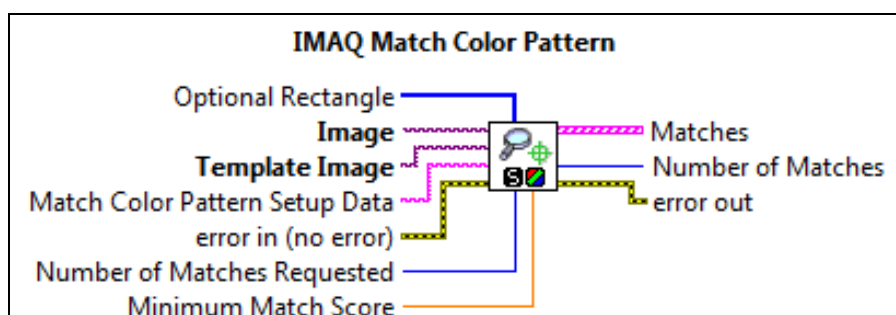 IMAQ Match Color Pattern
Optional Rectangle
Image
Template Image
Match Color Pattern Setup Data
error in (no error)
Number of Matches Requested
Minimum Match Score
S
Matches
Number of Matches
error out